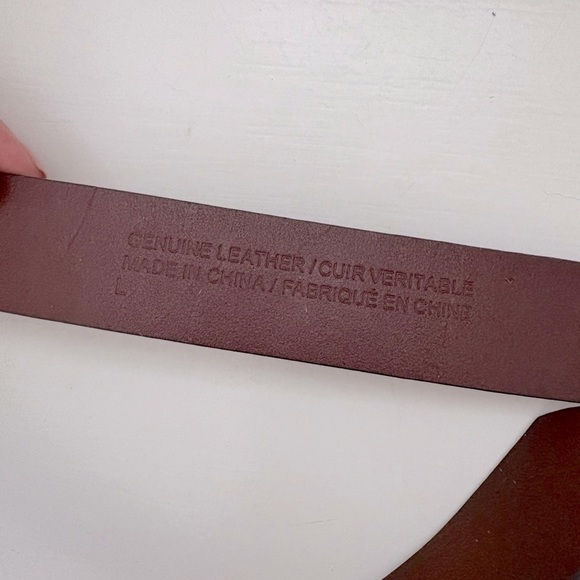 GENUINE LEATHER / CUIR VERITABLE
MADE IN CHINA / FABRIQUÉ EN CHINE
L